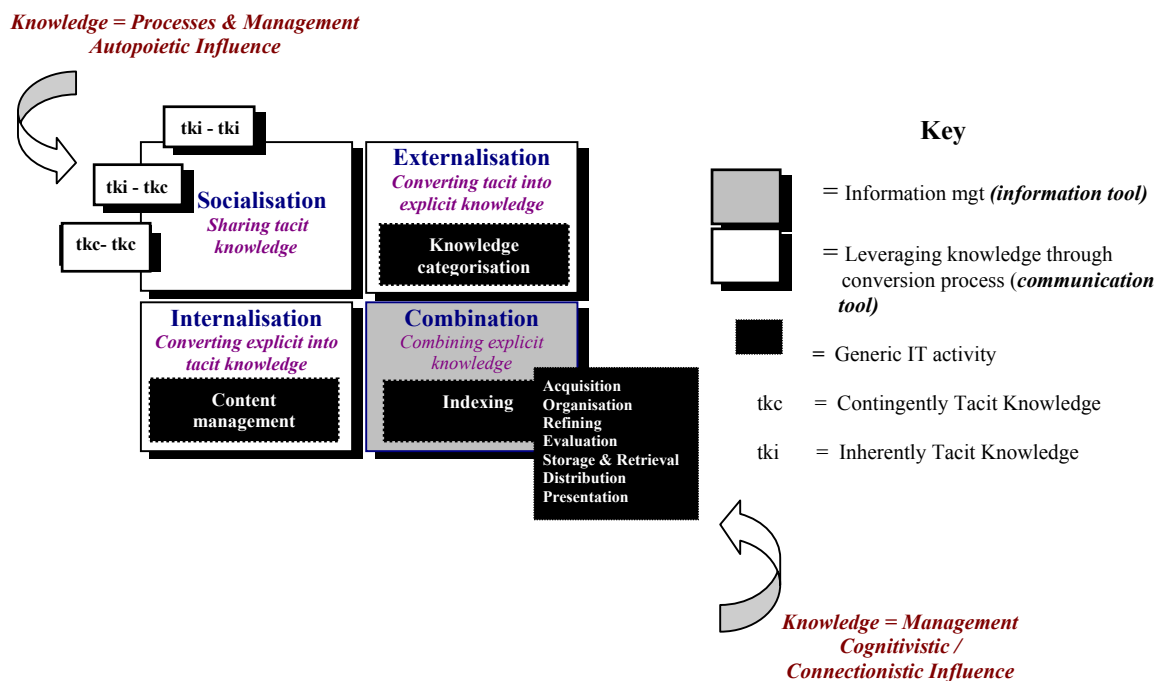 Knowledge = Processes & Management
Autopoietic Influence
tki - tki
tki - tkc
tkc- tkc
Socialisation
Sharing tacit
knowledge
Externalisation
Converting tacit into
explicit knowledge
Knowledge
categorisation
Internalisation
Converting explicit into
tacit knowledge
Content
management
Combination
Combining explicit
knowledge
Indexing
Acquisition
Organisation
Refining
Evaluation
Storage & Retrieval
Distribution
Presentation
Key
= Information mgt (information tool)
= Leveraging knowledge through
conversion process (communication
tool)
= Generic IT activity
tkc = Contingently Tacit Knowledge
tki = Inherently Tacit Knowledge
Knowledge = Management
Cognitivistic /
Connectionistic Influence